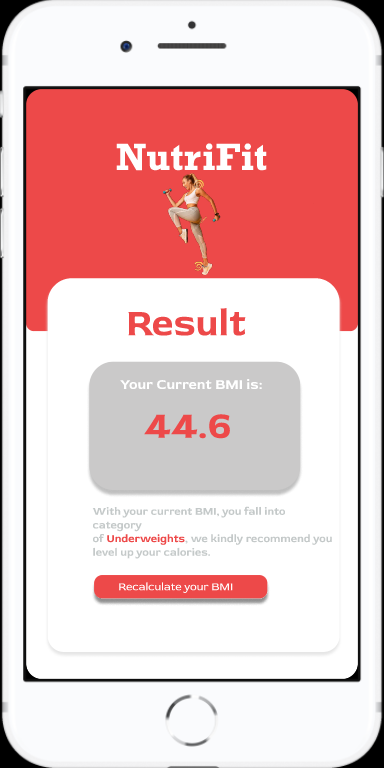 NutriFit
Result
Your Current BMI is:
44.6
With your current BMI, you fall into
category
of Underweights, we kindly recommend you
level up your calories.
Recalculate your BMI